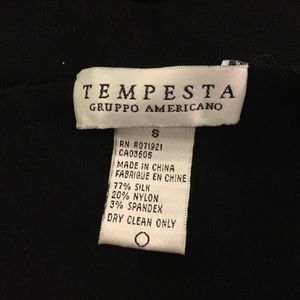 TEMPESTA
GRUPPO AMERICANO
S
RN R071921
CA03606
MADE IN CHINA
FABRIQUE EN CHINE
77% SILK
20% NYLON
3% SPANDEX
DRY CLEAN ONLY